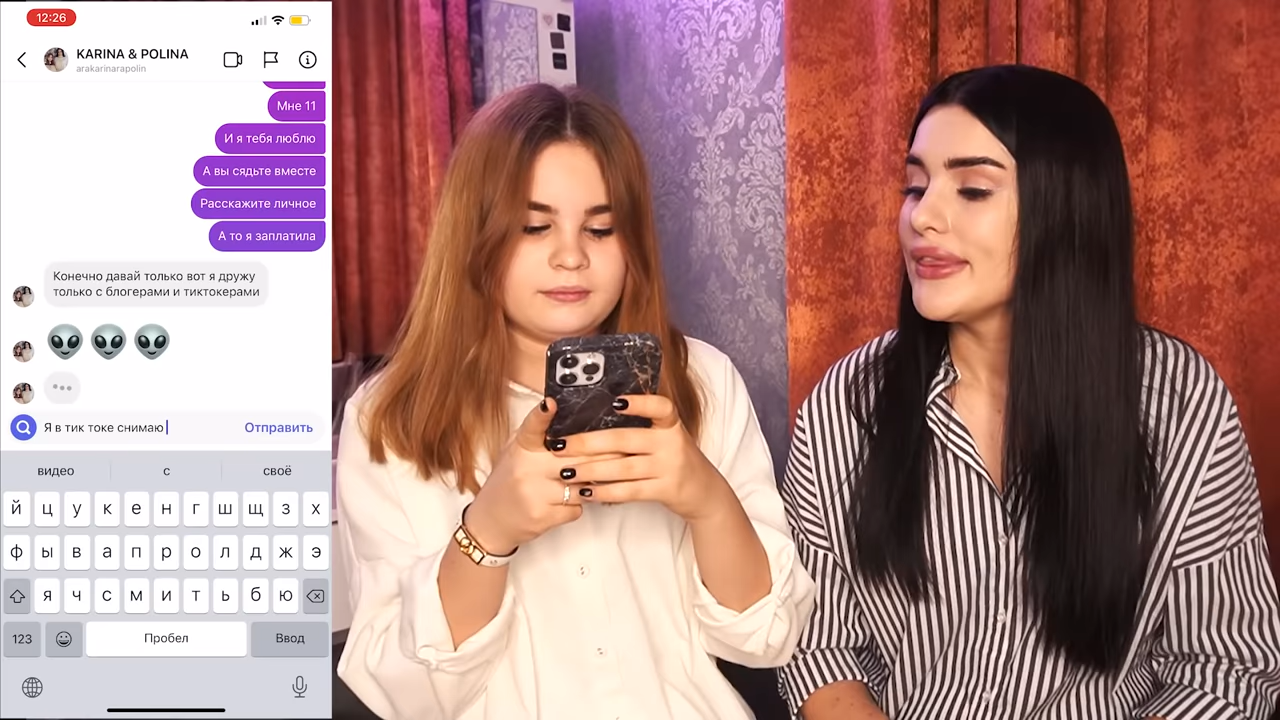 12:26
KARINA & POLINA
arakarinarapolin
Мне 11
И я тебя люблю
А вы сядьте вместе
Расскажите личное
А то я заплатила
Конечно давай только вот я дружу
только с блогерами и тиктокерами
Я в тик токе снимаю
Отправить
видео с своё
й ц у к е н г ш щ з х
ф ы в а п р о л д ж э
я ч с м и т ь б ю
123 Пробел Ввод